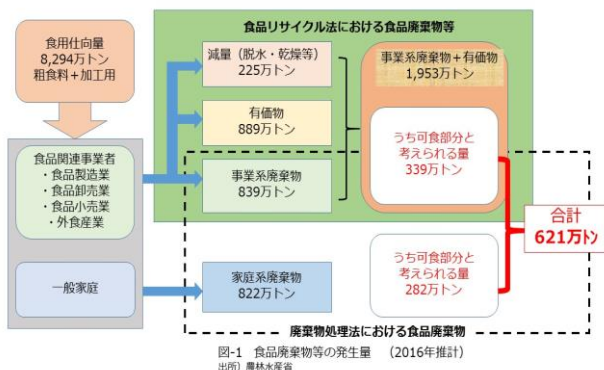 食品リサイクル法における食品廃棄物等
食用仕向量
8,294万トン
粗食料+加工用
減量(脱水・乾燥等)
225万トン
事業系廃棄物+有価物
1,953万トン
有価物
889万トン
食品関連事業者
・食品製造業
・食品卸売業
・食品小売業
・外食産業
事業系廃棄物
839万トン
うち可食部分と
考えられる量
339万トン
合計
621万トン
一般家庭
家庭系廃棄物
822万トン
うち可食部分と
考えられる量
282万トン
廃棄物処理法における食品廃棄物
図-1 食品廃棄物等の発生量 (2016年推計)
出所)農林水産省